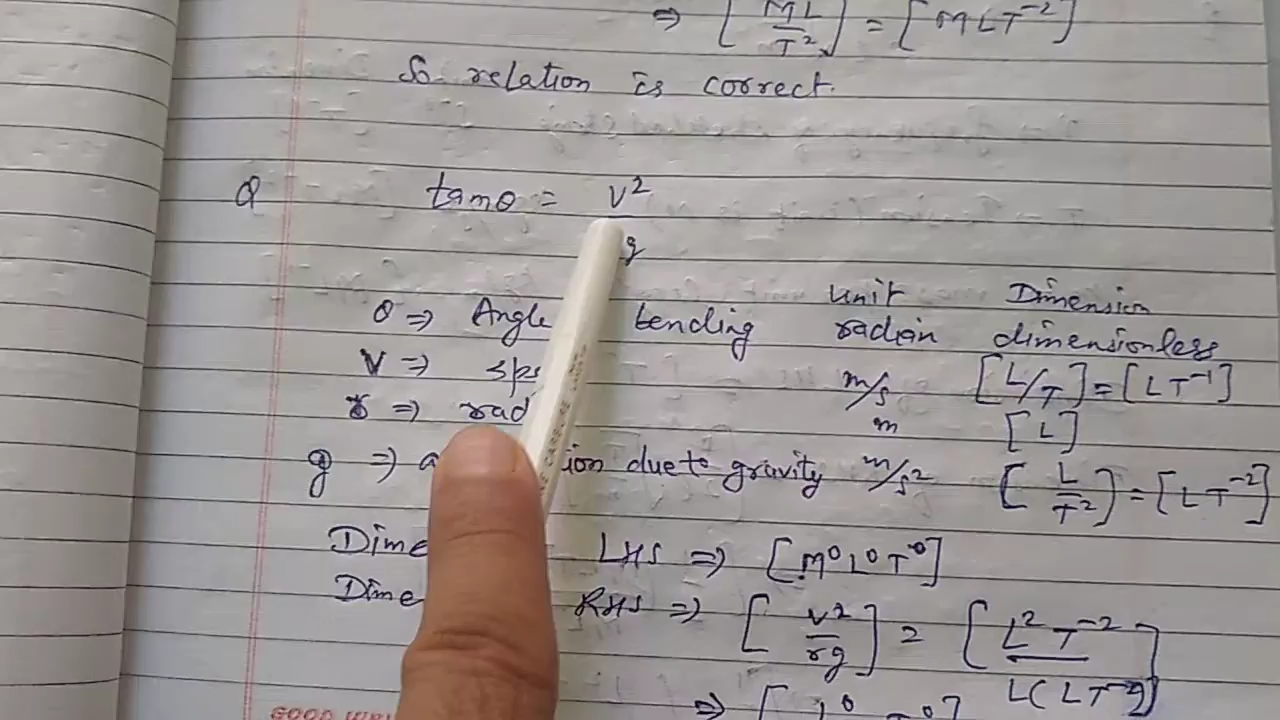 ⇒ [ML/T²] = [MLT⁻²]
So relation is correct.
Q tanθ = V²
g
Unit Dimension
θ ⇒ Angle bending radian dimensionless
V ⇒ m/s [L/T] = [LT⁻¹]
r ⇒ m [L]
g ⇒ due to gravity m/s² [L/T²] = [LT⁻²]
LHS ⇒ [M⁰L⁰T⁰]
RHS ⇒ [v²/rg] = [L²T⁻²/L(LT⁻²)]